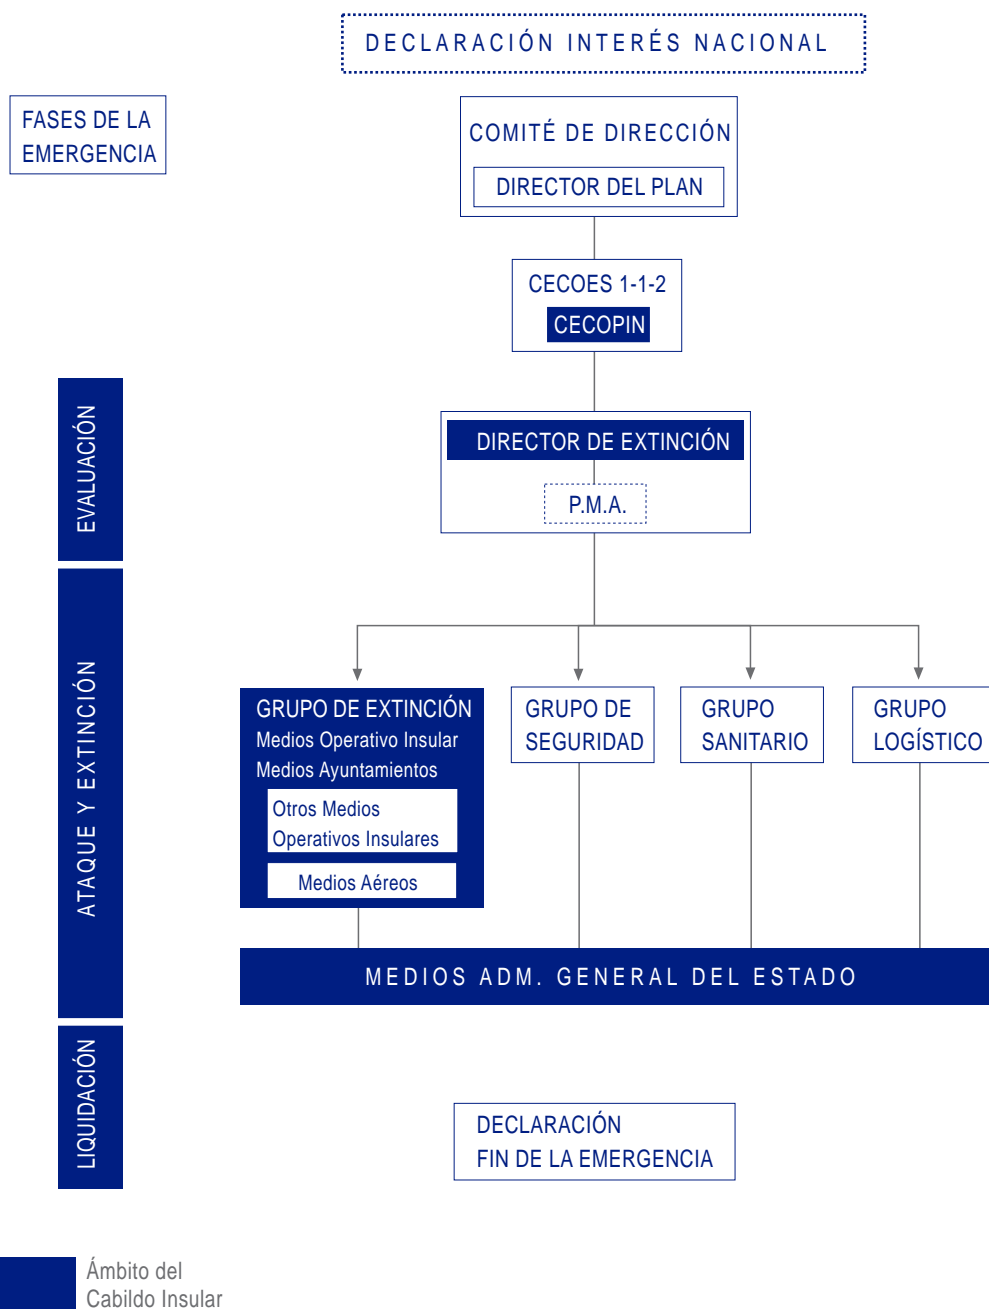 DECLARACIÓN INTERÉS NACIONAL
FASES DE LA
EMERGENCIA
COMITÉ DE DIRECCIÓN
DIRECTOR DEL PLAN
CECOES 1-1-2
CECOPIN
EVALUACIÓN
DIRECTOR DE EXTINCIÓN
P.M.A.
ATAQUE Y EXTINCIÓN
GRUPO DE EXTINCIÓN
Medios Operativo Insular
Medios Ayuntamientos
Otros Medios
Operativos Insulares
Medios Aéreos
GRUPO DE
SEGURIDAD
GRUPO
SANITARIO
GRUPO
LOGÍSTICO
MEDIOS ADM. GENERAL DEL ESTADO
LIQUIDACIÓN
DECLARACIÓN
FIN DE LA EMERGENCIA
Ámbito del
Cabildo Insular